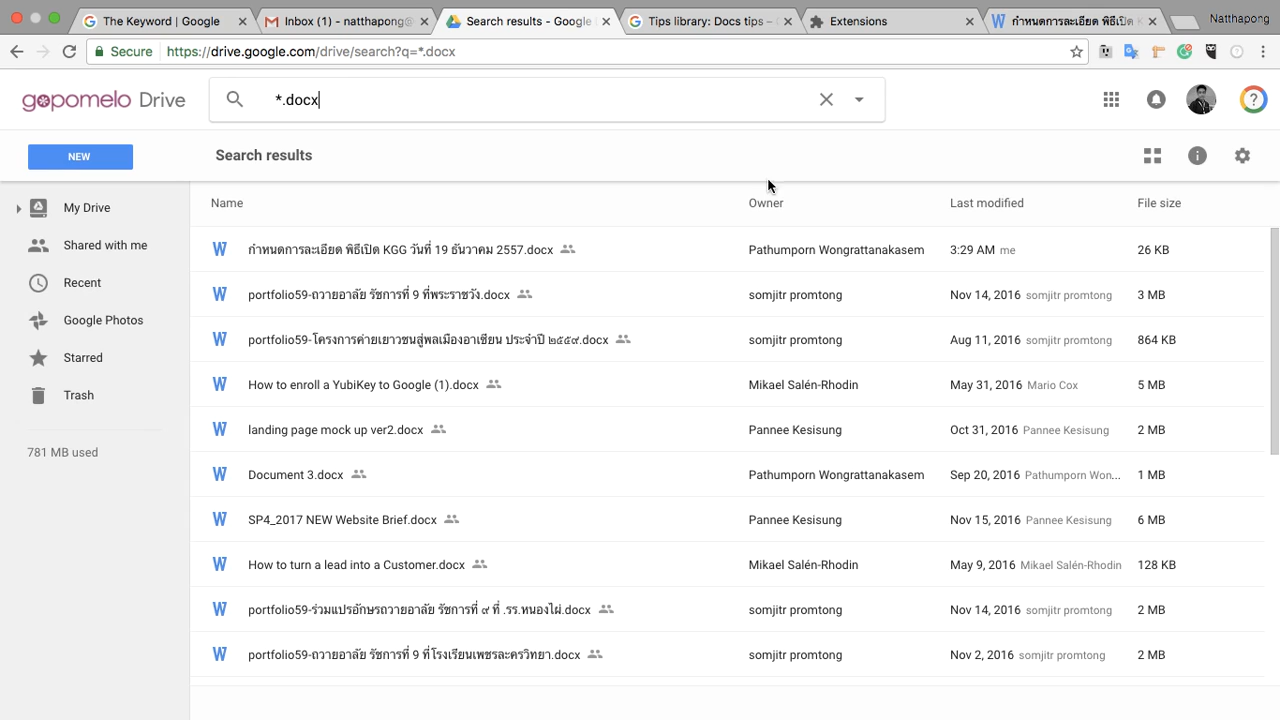 The Keyword | Google
Inbox (1) - natthapong@
Search results - Google
Tips library: Docs tips –
Extensions
กำหนดการละเอียด พิธีเปิด K
Natthapong
Secure
https://drive.google.com/drive/search?q=*.docx
gopomelo Drive
*.docx
NEW
Search results
My Drive
Shared with me
Recent
Google Photos
Starred
Trash
781 MB used
Name Owner Last modified File size
W กำหนดการละเอียด พิธีเปิด KGG วันที่ 19 ธันวาคม 2557.docx Pathumporn Wongrattanakasem 3:29 AM me 26 KB
W portfolio59-ถวายอาลัย รัชการที่ 9 ที่พระราชวัง.docx somjitr promtong Nov 14, 2016 somjitr promtong 3 MB
W portfolio59-โครงการค่ายเยาวชนสู่พลเมืองอาเซียน ประจำปี ๒๕๕๙.docx somjitr promtong Aug 11, 2016 somjitr promtong 864 KB
W How to enroll a YubiKey to Google (1).docx Mikael Salén-Rhodin May 31, 2016 Mario Cox 5 MB
W landing page mock up ver2.docx Pannee Kesisung Oct 31, 2016 Pannee Kesisung 2 MB
W Document 3.docx Pathumporn Wongrattanakasem Sep 20, 2016 Pathumporn Won... 1 MB
W SP4_2017 NEW Website Brief.docx Pannee Kesisung Nov 15, 2016 Pannee Kesisung 6 MB
W How to turn a lead into a Customer.docx Mikael Salén-Rhodin May 9, 2016 Mikael Salén-Rhodin 128 KB
W portfolio59-ร่วมแปรอักษรถวายอาลัย รัชการที่ ๙ ที่ .รร.หนองไผ่.docx somjitr promtong Nov 14, 2016 somjitr promtong 2 MB
W portfolio59-ถวายอาลัย รัชการที่ 9 ที่โรงเรียนเพชรละครวิทยา.docx somjitr promtong Nov 2, 2016 somjitr promtong 2 MB